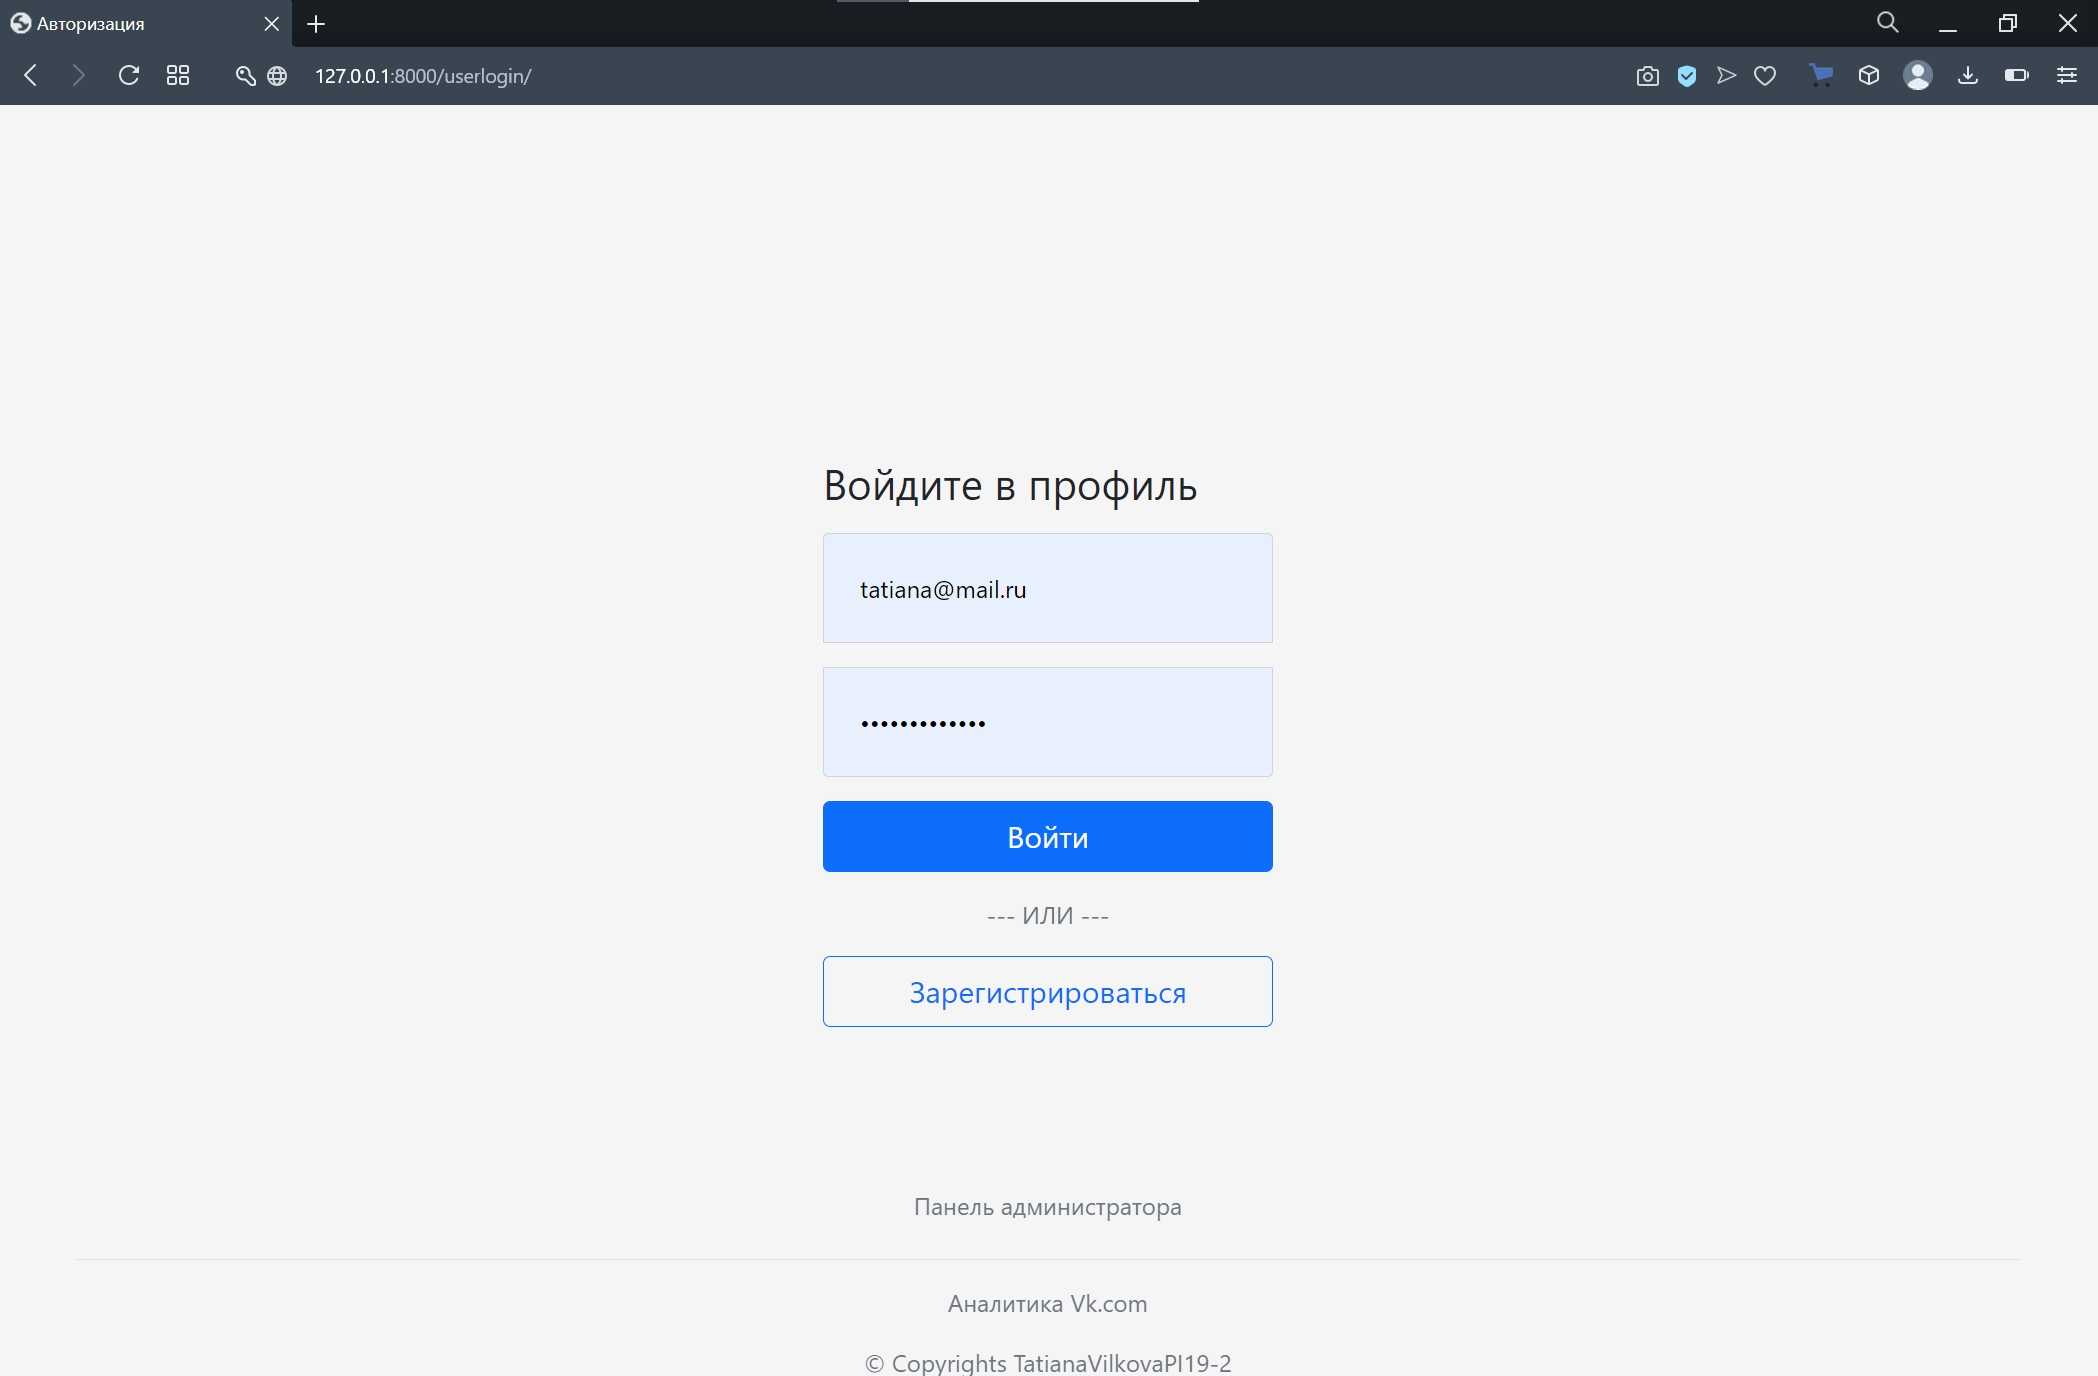 Авторизация
127.0.0.1:8000/userlogin/
Войдите в профиль
tatiana@mail.ru
•••••••••••••
Войти
--- ИЛИ ---
Зарегистрироваться
Панель администратора
Аналитика Vk.com
© Copyrights TatianaVilkovaPI19-2